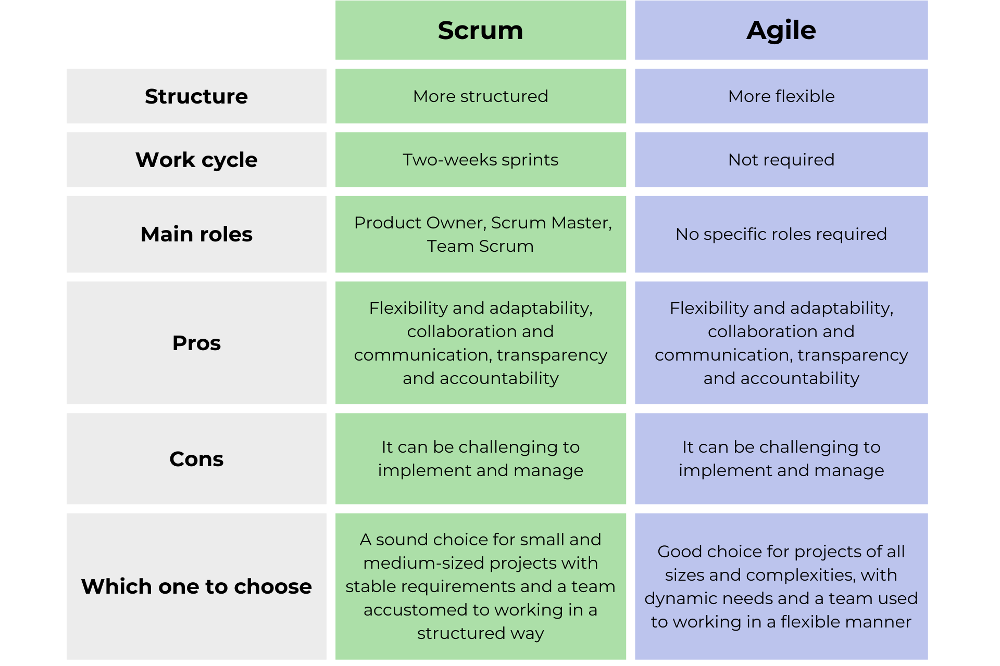 Scrum
Agile
Structure
More structured
More flexible
Work cycle
Two-weeks sprints
Not required
Main roles
Product Owner, Scrum Master,
Team Scrum
No specific roles required
Pros
Flexibility and adaptability,
collaboration and
communication, transparency
and accountability
Flexibility and adaptability,
collaboration and
communication, transparency
and accountability
Cons
It can be challenging to
implement and manage
It can be challenging to
implement and manage
Which one to choose
A sound choice for small and
medium-sized projects with
stable requirements and a team
accustomed to working in a
structured way
Good choice for projects of all
sizes and complexities, with
dynamic needs and a team used
to working in a flexible manner